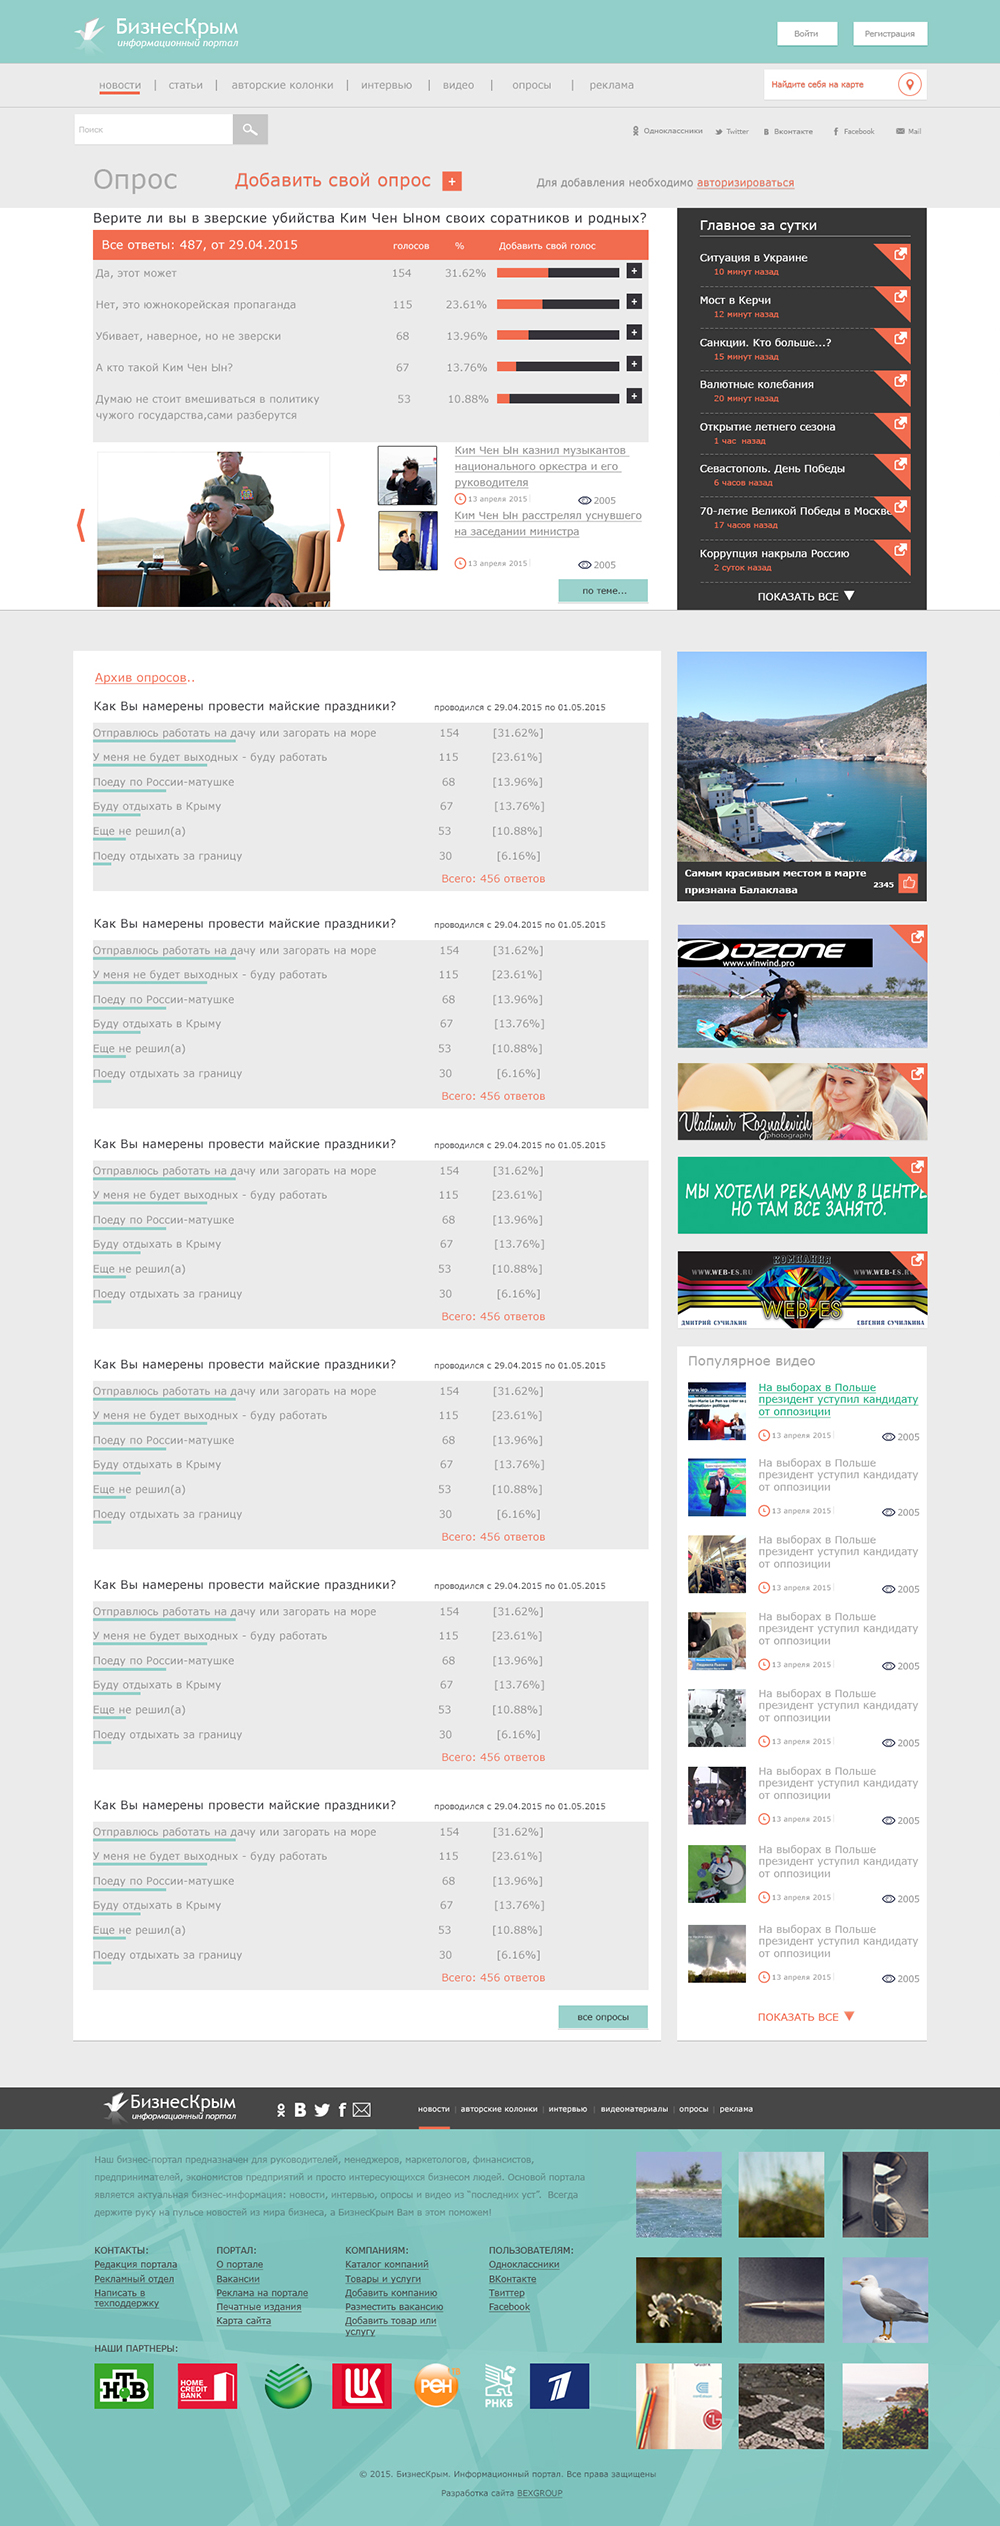 БизнесКрым
информационный портал
Войти
Регистрация
новости | статьи | авторские колонки | интервью | видео | опросы | реклама
Найдите себя на карте
Поиск
Одноклассники Twitter Вконтакте Facebook Mail
Опрос
Добавить свой опрос +
Для добавления необходимо авторизироваться
Верите ли вы в зверские убийства Ким Чен Ыном своих соратников и родных?
Все ответы: 487, от 29.04.2015 голосов % Добавить свой голос
Да, этот может 154 31.62% +
Нет, это южнокорейская пропаганда 115 23.61% +
Убивает, наверное, но не зверски 68 13.96% +
А кто такой Ким Чен Ын? 67 13.76% +
Думаю не стоит вмешиваться в политику 53 10.88% +
чужого государства,сами разберутся
Ким Чен Ын казнил музыкантов
национального оркестра и его
руководителя
13 апреля 2015 2005
Ким Чен Ын расстрелял уснувшего
на заседании министра
13 апреля 2015 2005
по теме...
Главное за сутки
Ситуация в Украине
10 минут назад
Мост в Керчи
12 минут назад
Санкции. Кто больше...?
15 минут назад
Валютные колебания
20 минут назад
Открытие летнего сезона
1 час назад
Севастополь. День Победы
6 часов назад
70-летие Великой Победы в Москве
17 часов назад
Коррупция накрыла Россию
2 суток назад
ПОКАЗАТЬ ВСЕ
Архив опросов..
Как Вы намерены провести майские праздники? проводился с 29.04.2015 по 01.05.2015
Отправлюсь работать на дачу или загорать на море 154 [31.62%]
У меня не будет выходных - буду работать 115 [23.61%]
Поеду по России-матушке 68 [13.96%]
Буду отдыхать в Крыму 67 [13.76%]
Еще не решил(а) 53 [10.88%]
Поеду отдыхать за границу 30 [6.16%]
Всего: 456 ответов
Как Вы намерены провести майские праздники? проводился с 29.04.2015 по 01.05.2015
Отправлюсь работать на дачу или загорать на море 154 [31.62%]
У меня не будет выходных - буду работать 115 [23.61%]
Поеду по России-матушке 68 [13.96%]
Буду отдыхать в Крыму 67 [13.76%]
Еще не решил(а) 53 [10.88%]
Поеду отдыхать за границу 30 [6.16%]
Всего: 456 ответов
Как Вы намерены провести майские праздники? проводился с 29.04.2015 по 01.05.2015
Отправлюсь работать на дачу или загорать на море 154 [31.62%]
У меня не будет выходных - буду работать 115 [23.61%]
Поеду по России-матушке 68 [13.96%]
Буду отдыхать в Крыму 67 [13.76%]
Еще не решил(а) 53 [10.88%]
Поеду отдыхать за границу 30 [6.16%]
Всего: 456 ответов
Как Вы намерены провести майские праздники? проводился с 29.04.2015 по 01.05.2015
Отправлюсь работать на дачу или загорать на море 154 [31.62%]
У меня не будет выходных - буду работать 115 [23.61%]
Поеду по России-матушке 68 [13.96%]
Буду отдыхать в Крыму 67 [13.76%]
Еще не решил(а) 53 [10.88%]
Поеду отдыхать за границу 30 [6.16%]
Всего: 456 ответов
Как Вы намерены провести майские праздники? проводился с 29.04.2015 по 01.05.2015
Отправлюсь работать на дачу или загорать на море 154 [31.62%]
У меня не будет выходных - буду работать 115 [23.61%]
Поеду по России-матушке 68 [13.96%]
Буду отдыхать в Крыму 67 [13.76%]
Еще не решил(а) 53 [10.88%]
Поеду отдыхать за границу 30 [6.16%]
Всего: 456 ответов
Как Вы намерены провести майские праздники? проводился с 29.04.2015 по 01.05.2015
Отправлюсь работать на дачу или загорать на море 154 [31.62%]
У меня не будет выходных - буду работать 115 [23.61%]
Поеду по России-матушке 68 [13.96%]
Буду отдыхать в Крыму 67 [13.76%]
Еще не решил(а) 53 [10.88%]
Поеду отдыхать за границу 30 [6.16%]
Всего: 456 ответов
все опросы
Самым красивым местом в марте
признана Балаклава 2345
OZONE
www.winwind.pro
Vladimir Roznalevich
photography
МЫ ХОТЕЛИ РЕКЛАМУ В ЦЕНТРЕ
НО ТАМ ВСЕ ЗАНЯТО.
КОМПАНИЯ
WWW.WEB-ES.RU WWW.WEB-ES
WEB-ES
ДМИТРИЙ СУЧИЛКИН ЕВГЕНИЯ СУЧИЛКИНА
Популярное видео
На выборах в Польше
президент уступил кандидату
от оппозиции
13 апреля 2015 2005
На выборах в Польше
президент уступил кандидату
от оппозиции
13 апреля 2015 2005
На выборах в Польше
президент уступил кандидату
от оппозиции
13 апреля 2015 2005
На выборах в Польше
президент уступил кандидату
от оппозиции
13 апреля 2015 2005
На выборах в Польше
президент уступил кандидату
от оппозиции
13 апреля 2015 2005
На выборах в Польше
президент уступил кандидату
от оппозиции
13 апреля 2015 2005
На выборах в Польше
президент уступил кандидату
от оппозиции
13 апреля 2015 2005
На выборах в Польше
президент уступил кандидату
от оппозиции
13 апреля 2015 2005
ПОКАЗАТЬ ВСЕ
БизнесКрым
информационный портал
новости | авторские колонки | интервью | видеоматериалы | опросы | реклама
Наш бизнес-портал предназначен для руководителей, менеджеров, маркетологов, финансистов,
предпринимателей, экономистов предприятий и просто интересующихся бизнесом людей. Основой портала
является актуальная бизнес-информация: новости, интервью, опросы и видео из "последних уст". Всегда
держите руку на пульсе новостей из мира бизнеса, а БизнесКрым Вам в этом поможем!
КОНТАКТЫ:
Редакция портала
Рекламный отдел
Написать в
техподдержку
ПОРТАЛ:
О портале
Вакансии
Реклама на портале
Печатные издания
Карта сайта
КОМПАНИЯМ:
Каталог компаний
Товары и услуги
Добавить компанию
Разместить вакансию
Добавить товар или
услугу
ПОЛЬЗОВАТЕЛЯМ:
Одноклассники
ВКонтакте
Твиттер
Facebook
НАШИ ПАРТНЕРЫ:
НТВ
HOME
CREDIT
BANK
LUK
РЕН
РНКБ
1
LG
© 2015. БизнесКрым. Информационный портал. Все права защищены
Разработка сайта BEXGROUP